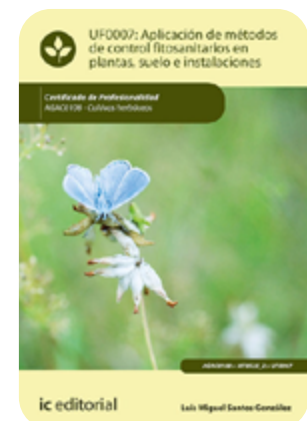 UF0007: Aplicación de métodos
de control fitosanitarios en
plantas, suelo e instalaciones
Certificado de Profesionalidad
Cultivos herbáceos
ic editorial
Luis Miguel Santos González